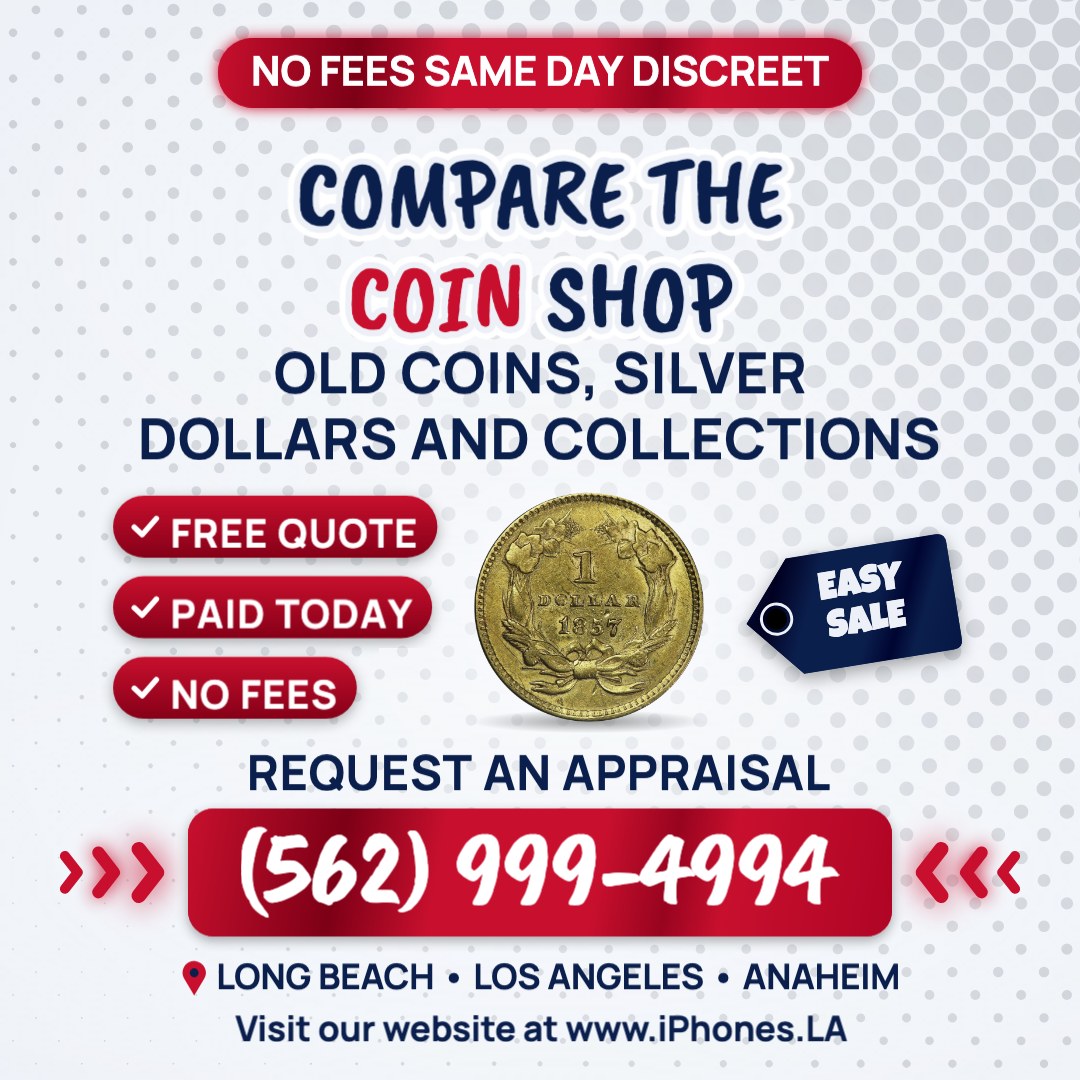 NO FEES SAME DAY DISCREET
COMPARE THE
COIN SHOP
OLD COINS, SILVER
DOLLARS AND COLLECTIONS
FREE QUOTE
PAID TODAY
NO FEES
1
DOLLAR
1857
EASY
SALE
REQUEST AN APPRAISAL
(562) 999-4994
LONG BEACH • LOS ANGELES • ANAHEIM
Visit our website at www.iPhones.LA